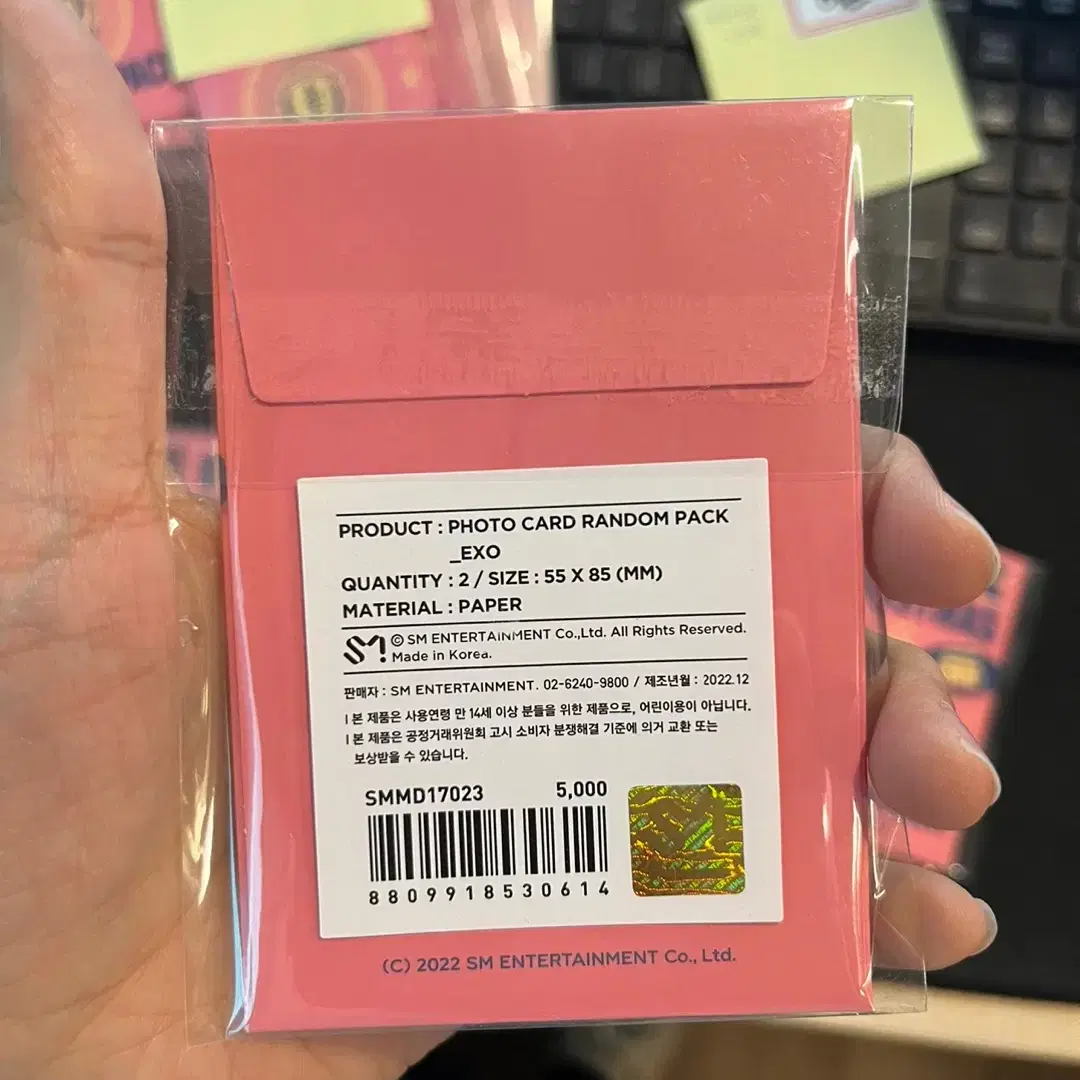 PRODUCT : PHOTO CARD RANDOM PACK
_EXO
QUANTITY : 2 / SIZE : 55 X 85 (MM)
MATERIAL : PAPER
SM! © SM ENTERTAINMENT Co.,Ltd. All Rights Reserved.
Made in Korea.
판매자 : SM ENTERTAINMENT. 02-6240-9800 / 제조년월 : 2022.12
| 본 제품은 사용연령 만 14세 이상 분들을 위한 제품으로, 어린이용이 아닙니다.
| 본 제품은 공정거래위원회 고시 소비자 분쟁해결 기준에 의거 교환 또는
보상받을 수 있습니다.
SMMD17023 5,000
8809918530614
(C) 2022 SM ENTERTAINMENT Co., Ltd.